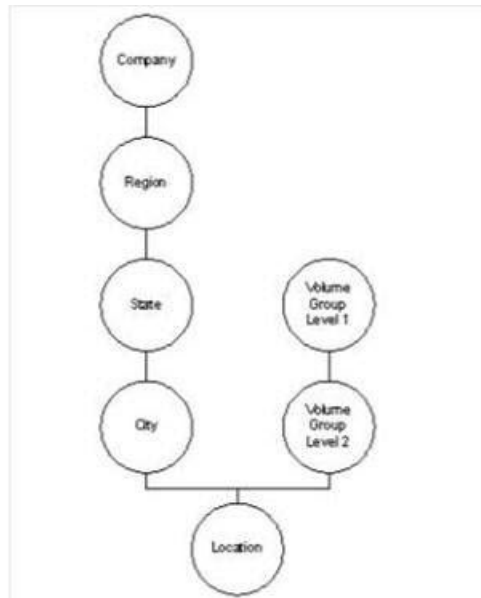 Company
Region
State
Volume
Group
Level 1
City
Volume
Group
Level 2
Location